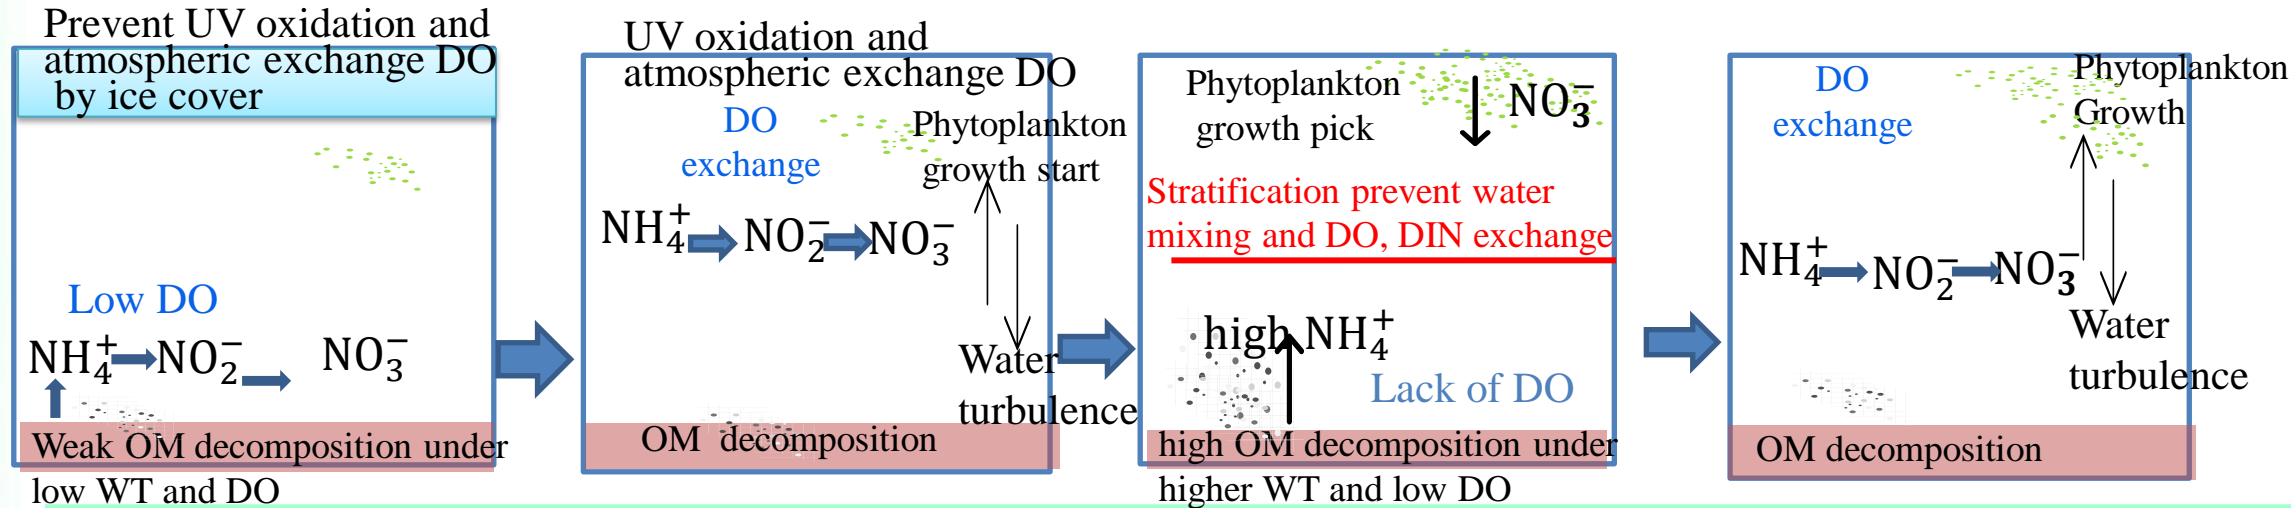 Prevent UV oxidation and
atmospheric exchange DO
by ice cover
Low DO
NH₄⁺ NO₂⁻ NO₃⁻
Weak OM decomposition under
low WT and DO
UV oxidation and
atmospheric exchange DO
DO
exchange
Phytoplankton
growth start
NH₄⁺ NO₂⁻ NO₃⁻
Water
turbulence
OM decomposition
Phytoplankton
growth pick
NO₃⁻
Stratification prevent water
mixing and DO, DIN exchange
high NH₄⁺
Lack of DO
high OM decomposition under
higher WT and low DO
DO
exchange
Phytoplankton
Growth
NH₄⁺ NO₂⁻ NO₃⁻
Water
turbulence
OM decomposition